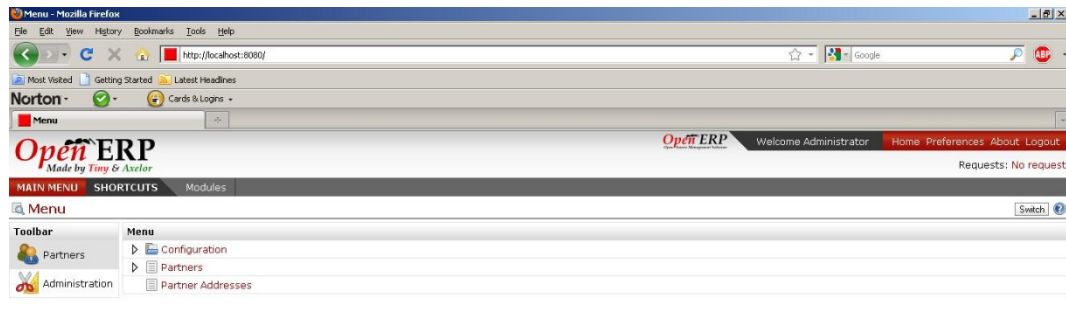 Menu - Mozilla Firefox
File Edit View History Bookmarks Tools Help
http://localhost:8080/ Google ABP
Most Visited Getting Started Latest Headlines
Norton Cards & Logins
Menu
Open ERP Open ERP Welcome Administrator Home Preferences About Logout
Made by Tiny & Axelor Requests: No request
MAIN MENU SHORTCUTS Modules
Menu Switch ?
Toolbar Menu
Partners Configuration
Partners
Administration Partner Addresses